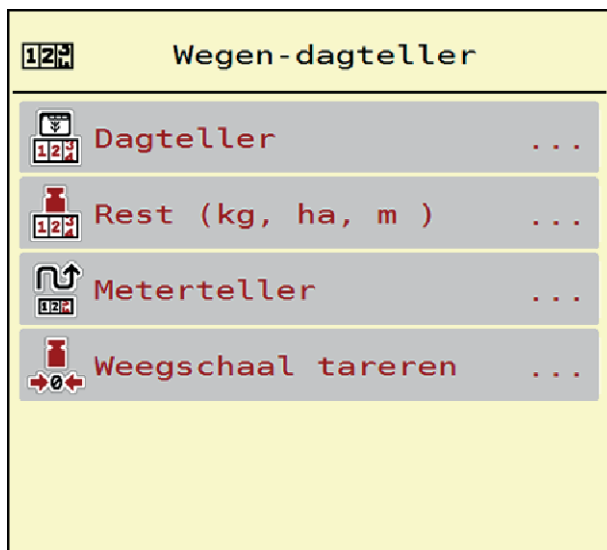 Wegen-dagteller
Dagteller ...
Rest (kg, ha, m ) ...
Meterteller ...
Weegschaal tareren ...